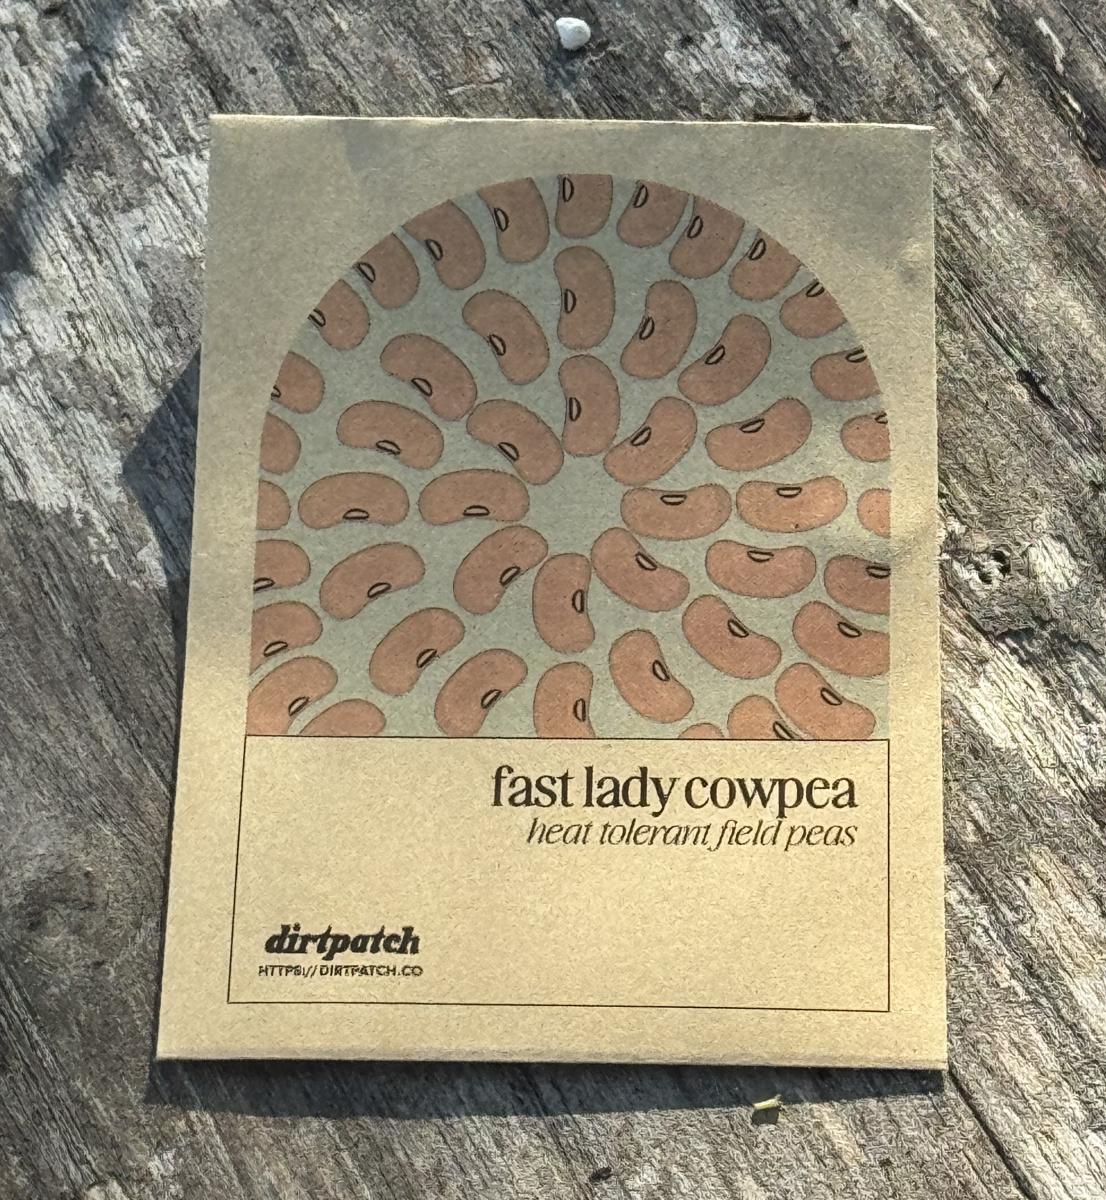 fast lady cowpea
heat tolerant field peas
dirtpatch
HTTPS://DIRTPATCH.CO